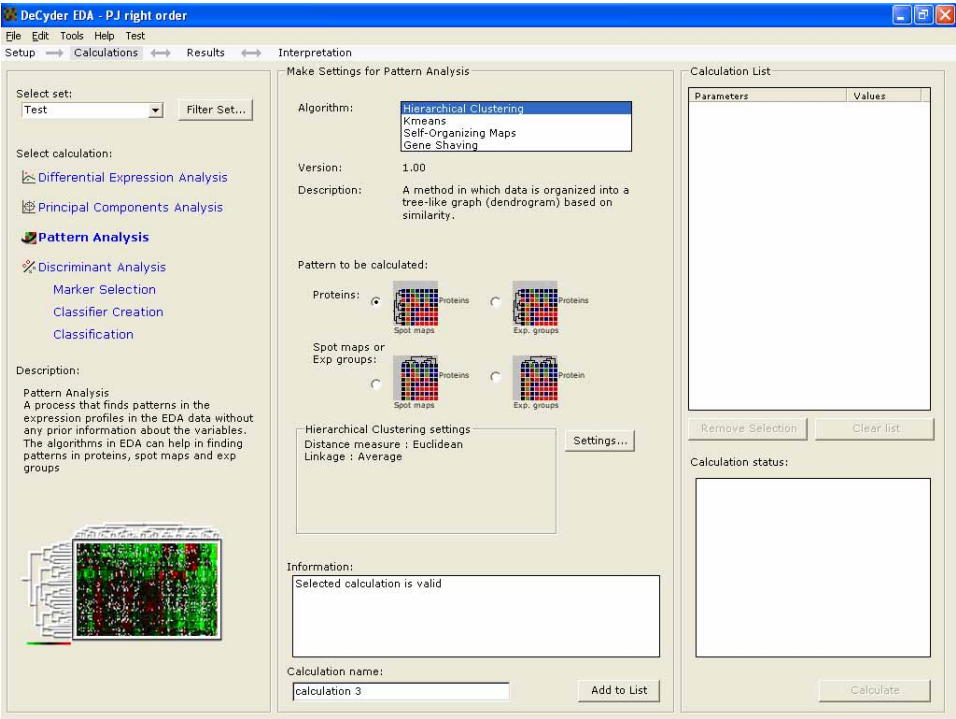 DeCyder EDA - PJ right order
File Edit Tools Help Test
Setup Calculations Results Interpretation
Select set:
Test
Filter Set...
Select calculation:
Differential Expression Analysis
Principal Components Analysis
Pattern Analysis
Discriminant Analysis
Marker Selection
Classifier Creation
Classification
Description:
Pattern Analysis
A process that finds patterns in the
expression profiles in the EDA data without
any prior information about the variables.
The algorithms in EDA can help in finding
patterns in proteins, spot maps and exp
groups
Make Settings for Pattern Analysis
Algorithm:
Hierarchical Clustering
Kmeans
Self-Organizing Maps
Gene Shaving
Version: 1.00
Description: A method in which data is organized into a
tree-like graph (dendrogram) based on
similarity.
Pattern to be calculated:
Proteins:
Proteins
Spot maps
Proteins
Exp. groups
Spot maps or
Exp groups:
Proteins
Spot maps
Protein
Exp. groups
Hierarchical Clustering settings
Distance measure : Euclidean
Linkage : Average
Settings...
Information:
Selected calculation is valid
Calculation name:
calculation 3
Add to List
Calculation List
Parameters Values
Remove Selection Clear list
Calculation status:
Calculate